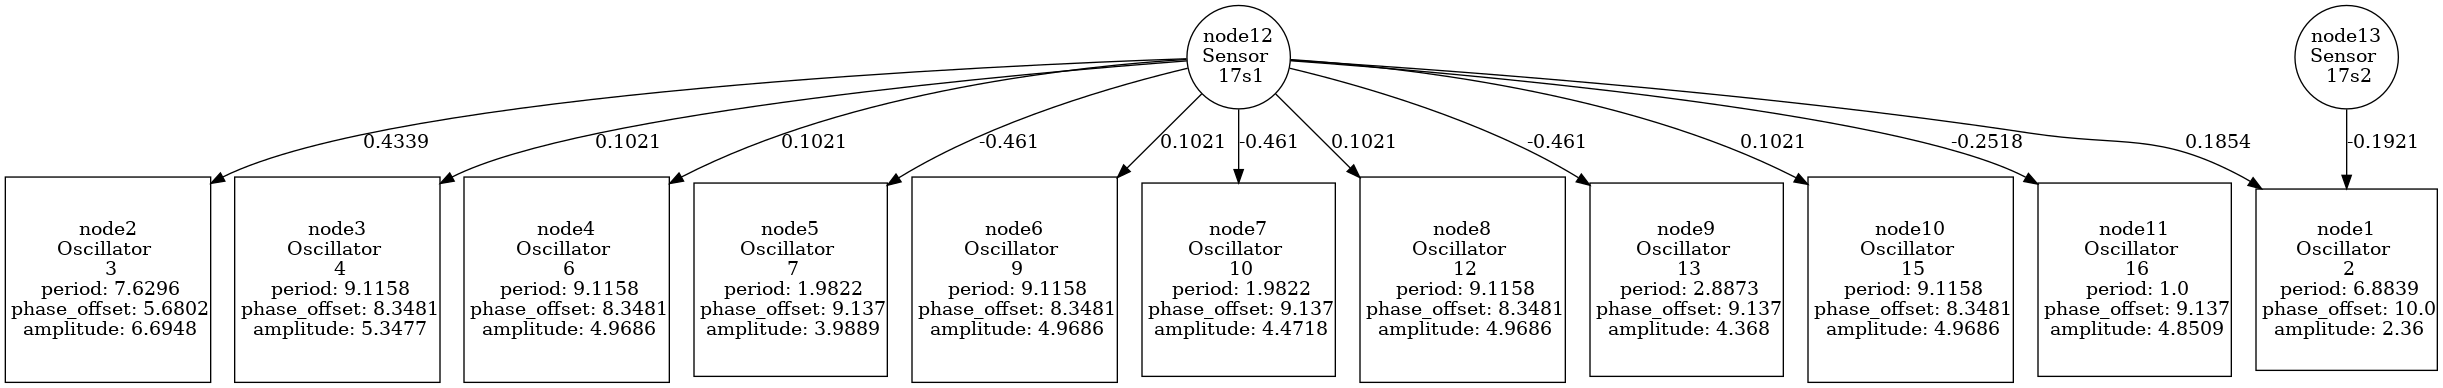 node12
Sensor
17s1
node13
Sensor
17s2
0.4339
0.1021
0.1021
-0.461
0.1021
-0.461
0.1021
-0.461
0.1021
-0.2518
0.1854
-0.1921
node2
Oscillator
3
period: 7.6296
phase_offset: 5.6802
amplitude: 6.6948
node3
Oscillator
4
period: 9.1158
phase_offset: 8.3481
amplitude: 5.3477
node4
Oscillator
6
period: 9.1158
phase_offset: 8.3481
amplitude: 4.9686
node5
Oscillator
7
period: 1.9822
phase_offset: 9.137
amplitude: 3.9889
node6
Oscillator
9
period: 9.1158
phase_offset: 8.3481
amplitude: 4.9686
node7
Oscillator
10
period: 1.9822
phase_offset: 9.137
amplitude: 4.4718
node8
Oscillator
12
period: 9.1158
phase_offset: 8.3481
amplitude: 4.9686
node9
Oscillator
13
period: 2.8873
phase_offset: 9.137
amplitude: 4.368
node10
Oscillator
15
period: 9.1158
phase_offset: 8.3481
amplitude: 4.9686
node11
Oscillator
16
period: 1.0
phase_offset: 9.137
amplitude: 4.8509
node1
Oscillator
2
period: 6.8839
phase_offset: 10.0
amplitude: 2.36